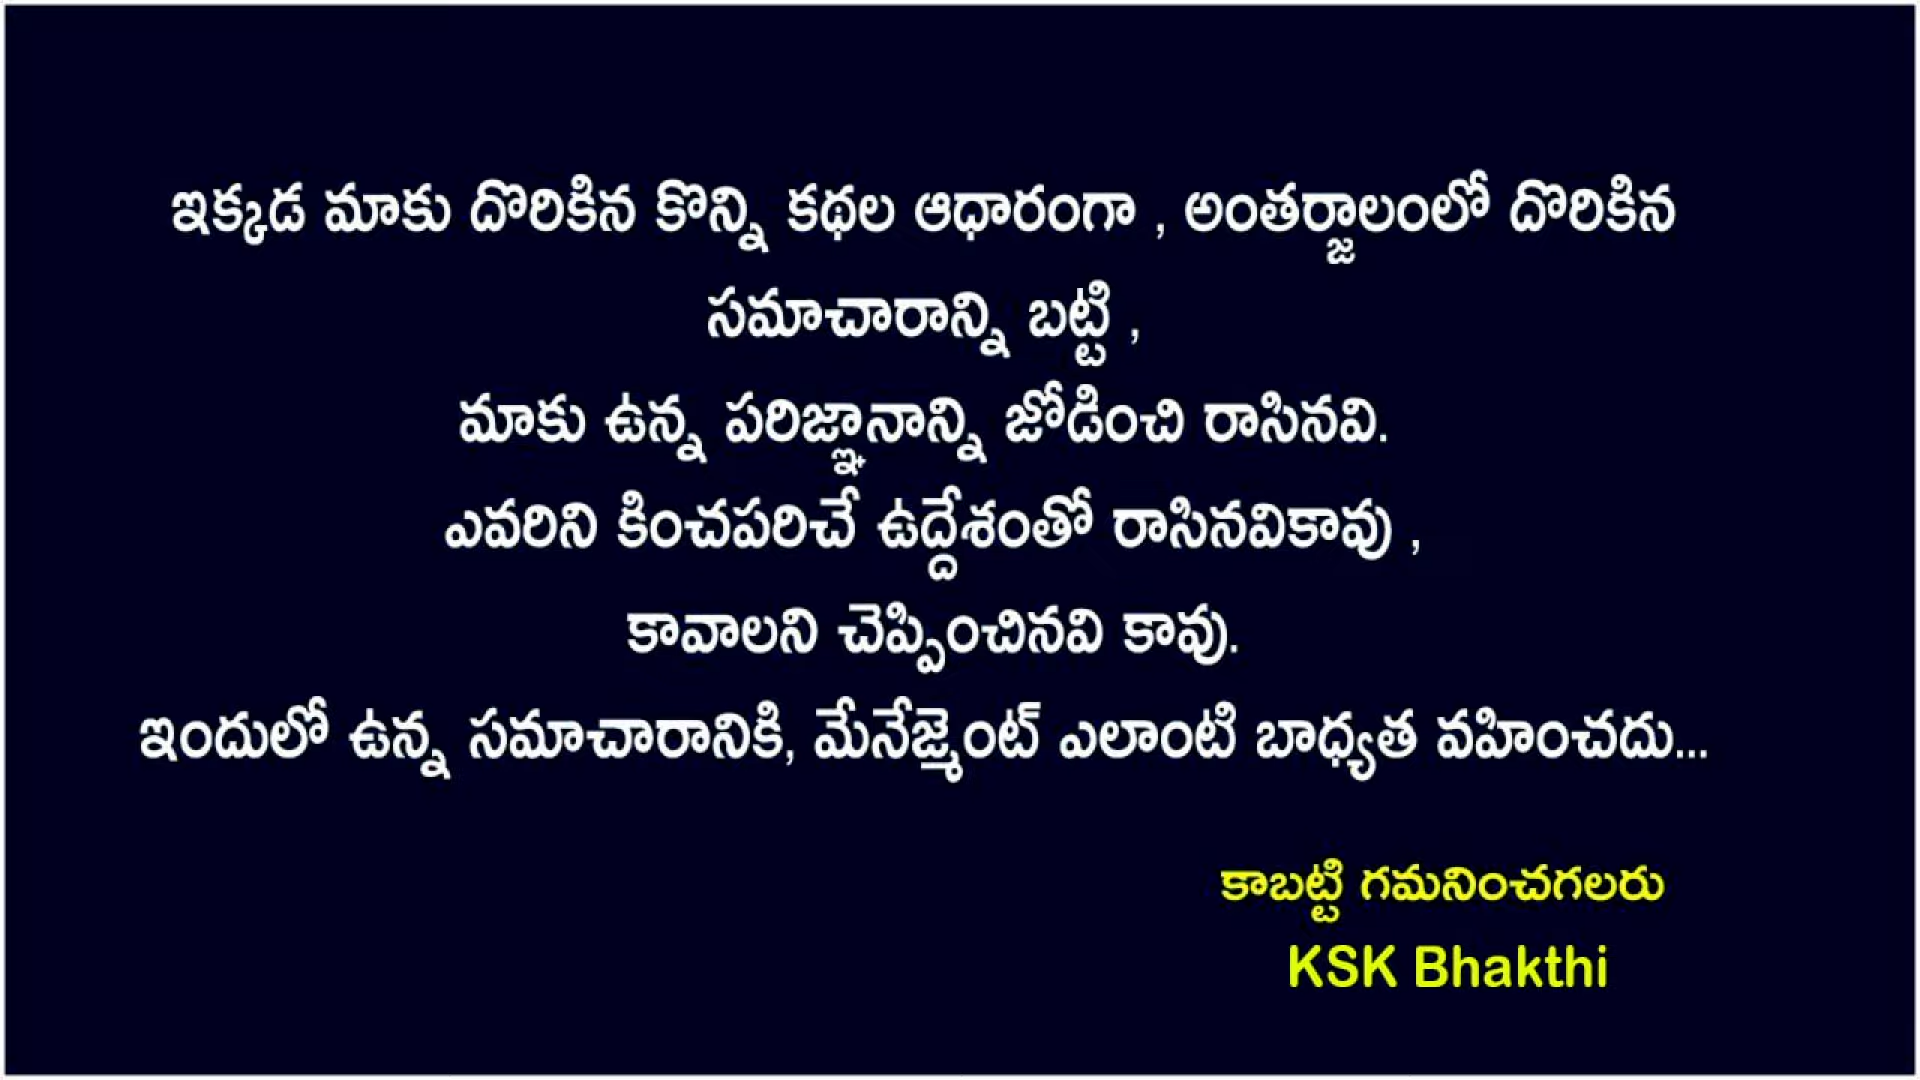 ఇక్కడ మాకు దొరికిన కొన్ని కథల ఆధారంగా , అంతర్జాలంలో దొరికిన
సమాచారాన్ని బట్టి ,
మాకు ఉన్న పరిజ్ఞానాన్ని జోడించి రాసినవి.
ఎవరిని కించపరిచే ఉద్దేశంతో రాసినవికావు ,
కావాలని చెప్పించినవి కావు.
ఇందులో ఉన్న సమాచారానికి, మేనేజ్మెంట్ ఎలాంటి బాధ్యత వహించదు...
కాబట్టి గమనించగలరు
KSK Bhakthi